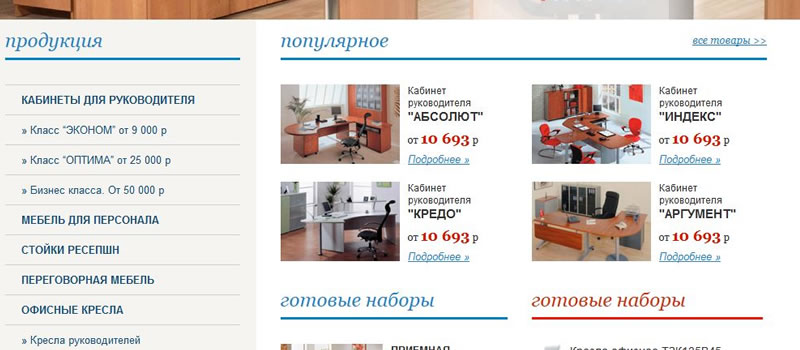 продукция
КАБИНЕТЫ ДЛЯ РУКОВОДИТЕЛЯ
» Класс “ЭКОНОМ” от 9 000 р
» Класс “ОПТИМА” от 25 000 р
» Бизнес класса. От 50 000 р
МЕБЕЛЬ ДЛЯ ПЕРСОНАЛА
СТОЙКИ РЕСЕПШН
ПЕРЕГОВОРНАЯ МЕБЕЛЬ
ОФИСНЫЕ КРЕСЛА
» Кресла руководителей
популярное
все товары >>
Кабинет
руководителя
"АБСОЛЮТ"
от 10 693 р
Подробнее »
Кабинет
руководителя
"ИНДЕКС"
от 10 693 р
Подробнее »
Кабинет
руководителя
"КРЕДО"
от 10 693 р
Подробнее »
Кабинет
руководителя
"АРГУМЕНТ"
от 10 693 р
Подробнее »
готовые наборы
готовые наборы
ПРИЕМНАЯ -
Кресло офисное